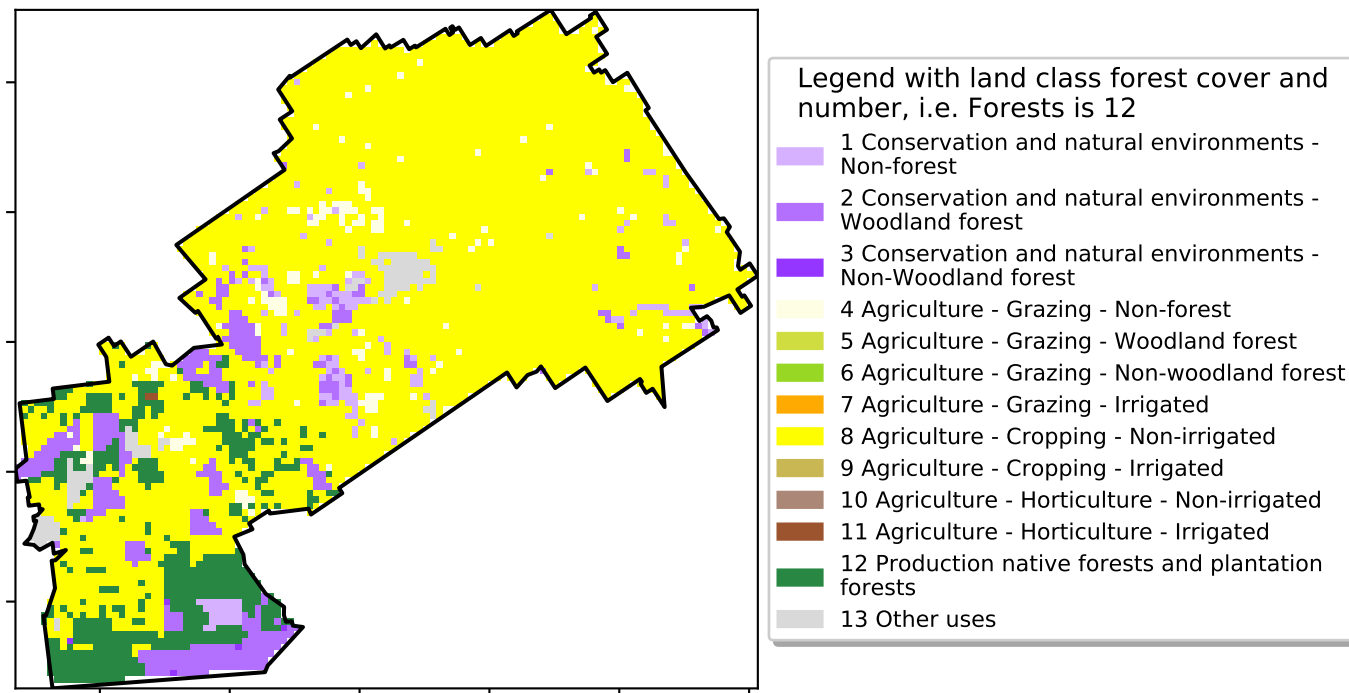 Legend with land class forest cover and
number, i.e. Forests is 12
1 Conservation and natural environments -
Non-forest
2 Conservation and natural environments -
Woodland forest
3 Conservation and natural environments -
Non-Woodland forest
4 Agriculture - Grazing - Non-forest
5 Agriculture - Grazing - Woodland forest
6 Agriculture - Grazing - Non-woodland forest
7 Agriculture - Grazing - Irrigated
8 Agriculture - Cropping - Non-irrigated
9 Agriculture - Cropping - Irrigated
10 Agriculture - Horticulture - Non-irrigated
11 Agriculture - Horticulture - Irrigated
12 Production native forests and plantation
forests
13 Other uses